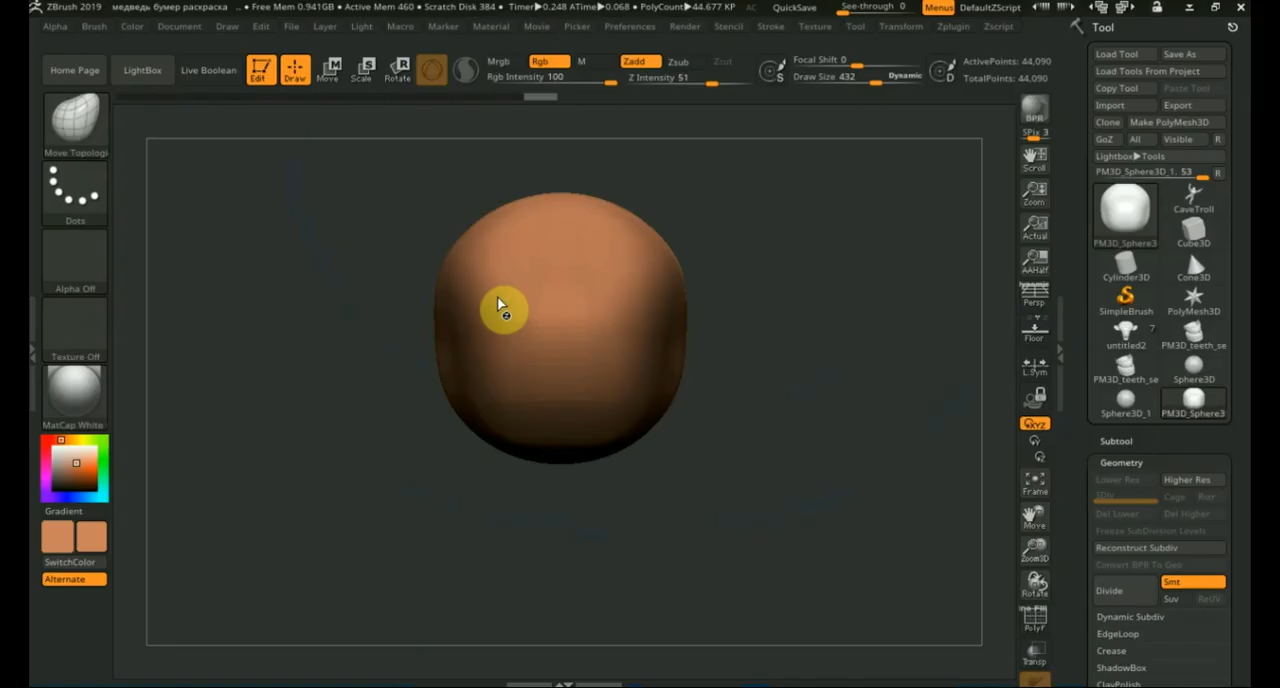 ZBrush 2019 медведь бумер раскраска .. • Free Mem 0.941GB • Active Mem 460 • Scratch Disk 384 • Timer▶0.248 ATime▶0.068 • PolyCount▶44.677 KP AC QuickSave See-through 0 Menus DefaultZScript
Alpha Brush Color Document Draw Edit File Layer Light Macro Marker Material Movie Picker Preferences Render Stencil Stroke Texture Tool Transform Zplugin Zscript
Home Page LightBox Live Boolean Edit Draw Move Scale Rotate
Mrgb Rgb M Zadd Zsub Zcut
Rgb Intensity 100 Z Intensity 51
S Focal Shift 0
Draw Size 432 Dynamic D
ActivePoints: 44,090
TotalPoints: 44,090
Move Topologi
Dots
Alpha Off
Texture Off
MatCap White
Gradient
SwitchColor
Alternate
BPR
SPix 3
Scroll
Zoom
Actual
AAHalf
Dynamic
Persp
Floor
L.Sym
XYZ
Frame
Move
Zoom3D
Rotate
PolyF
Transp
Tool
Load Tool Save As
Load Tools From Project
Copy Tool Paste Tool
Import Export
Clone Make PolyMesh3D
GoZ All Visible R
Lightbox▶Tools
PM3D_Sphere3D_1. 53 R
PM3D_Sphere3 CaveTroll
Cube3D
Cylinder3D Cone3D
SimpleBrush PolyMesh3D
7
untitled2 PM3D_teeth_se
PM3D_teeth_se Sphere3D
Sphere3D_1 PM3D_Sphere3
Subtool
Geometry
Lower Res Higher Res
SDiv Cage Rstr
Del Lower Del Higher
Freeze SubDivision Levels
Reconstruct Subdiv
Convert BPR To Geo
Divide Smt
Suv ReUV
Dynamic Subdiv
EdgeLoop
Crease
ShadowBox
ClayPolish